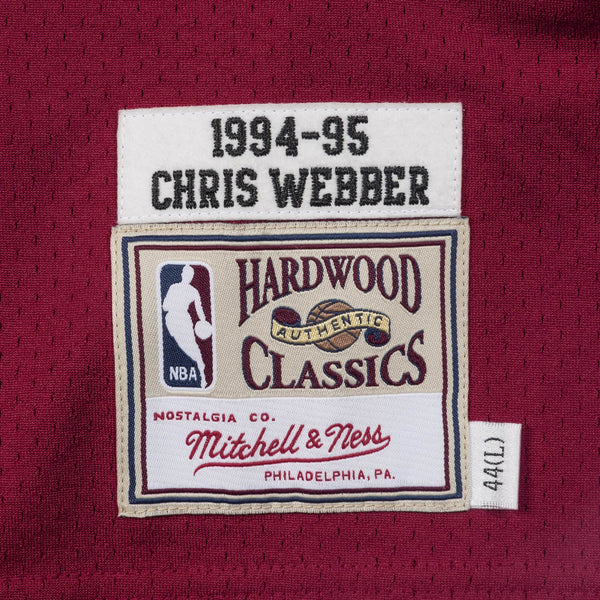 1994-95
CHRIS WEBBER
NBA
HARDWOOD
AUTHENTIC
CLASSICS
NOSTALGIA CO.
Mitchell & Ness
PHILADELPHIA, PA.
44(L)